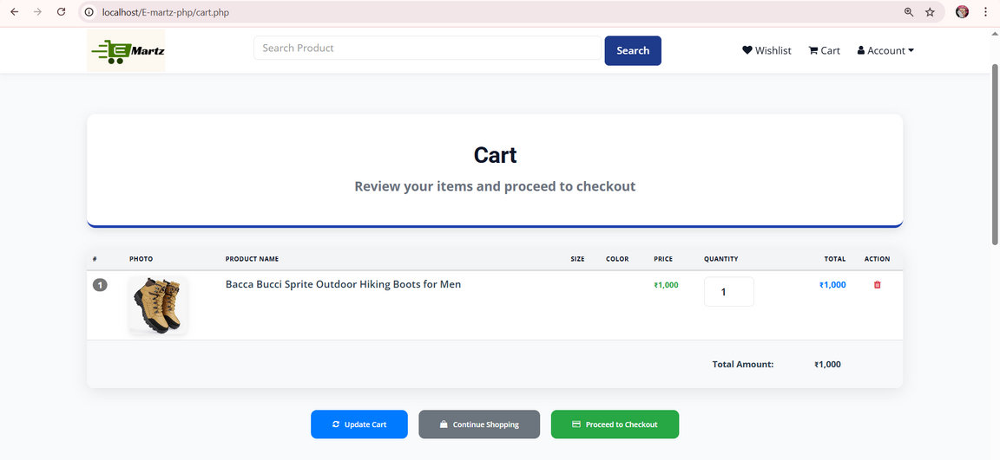 localhost/E-martz-php/cart.php
E Martz
Search Product
Search
Wishlist
Cart
Account
Cart
Review your items and proceed to checkout
# PHOTO PRODUCT NAME SIZE COLOR PRICE QUANTITY TOTAL ACTION
1 Bacca Bucci Sprite Outdoor Hiking Boots for Men ₹1,000 1 ₹1,000
Total Amount: ₹1,000
Update Cart
Continue Shopping
Proceed to Checkout